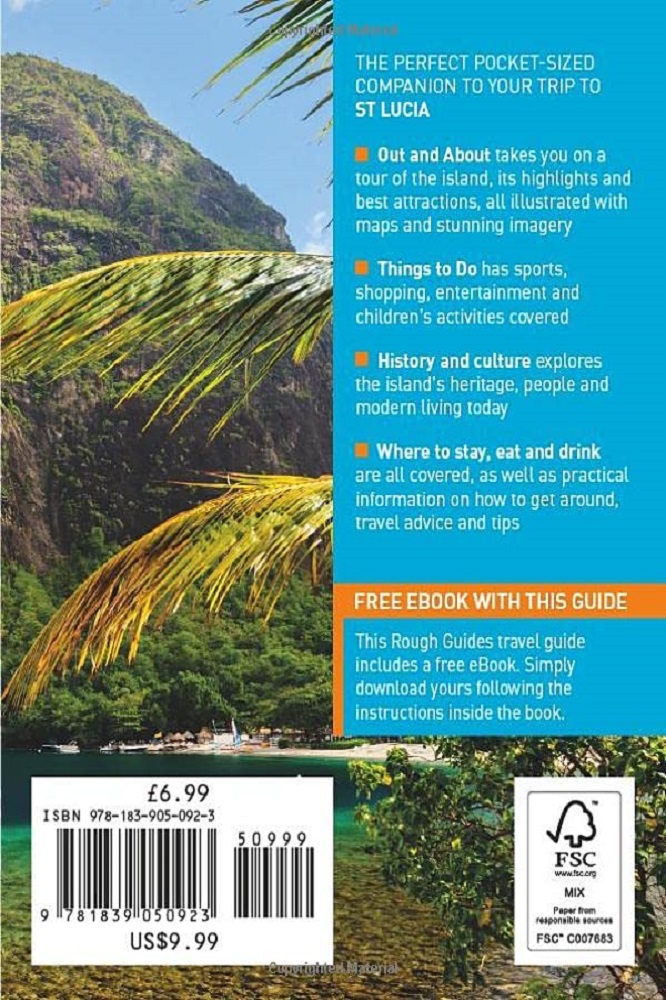 Copyrighted Material
THE PERFECT POCKET-SIZED
COMPANION TO YOUR TRIP TO
ST LUCIA
Out and About takes you on a
tour of the island, its highlights and
best attractions, all illustrated with
maps and stunning imagery
Things to Do has sports,
shopping, entertainment and
children's activities covered
History and culture explores
the island's heritage, people and
modern living today
Where to stay, eat and drink
are all covered, as well as practical
information on how to get around,
travel advice and tips
FREE EBOOK WITH THIS GUIDE
This Rough Guides travel guide
includes a free eBook. Simply
download yours following the
instructions inside the book.
£6.99
ISBN 978-183-905-092-3
50999
9 781839 050923
US$9.99
FSC
www.fsc.org
MIX
Paper from
responsible sources
FSC™ C007683
Copyrighted Material